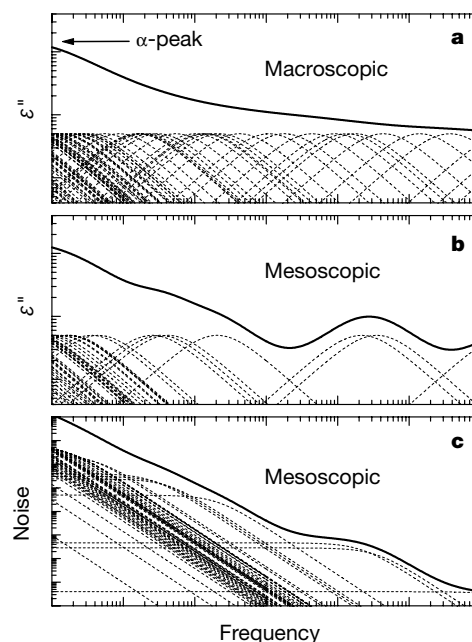 a
α-peak
Macroscopic
ε"
b
Mesoscopic
ε"
c
Mesoscopic
Noise
Frequency